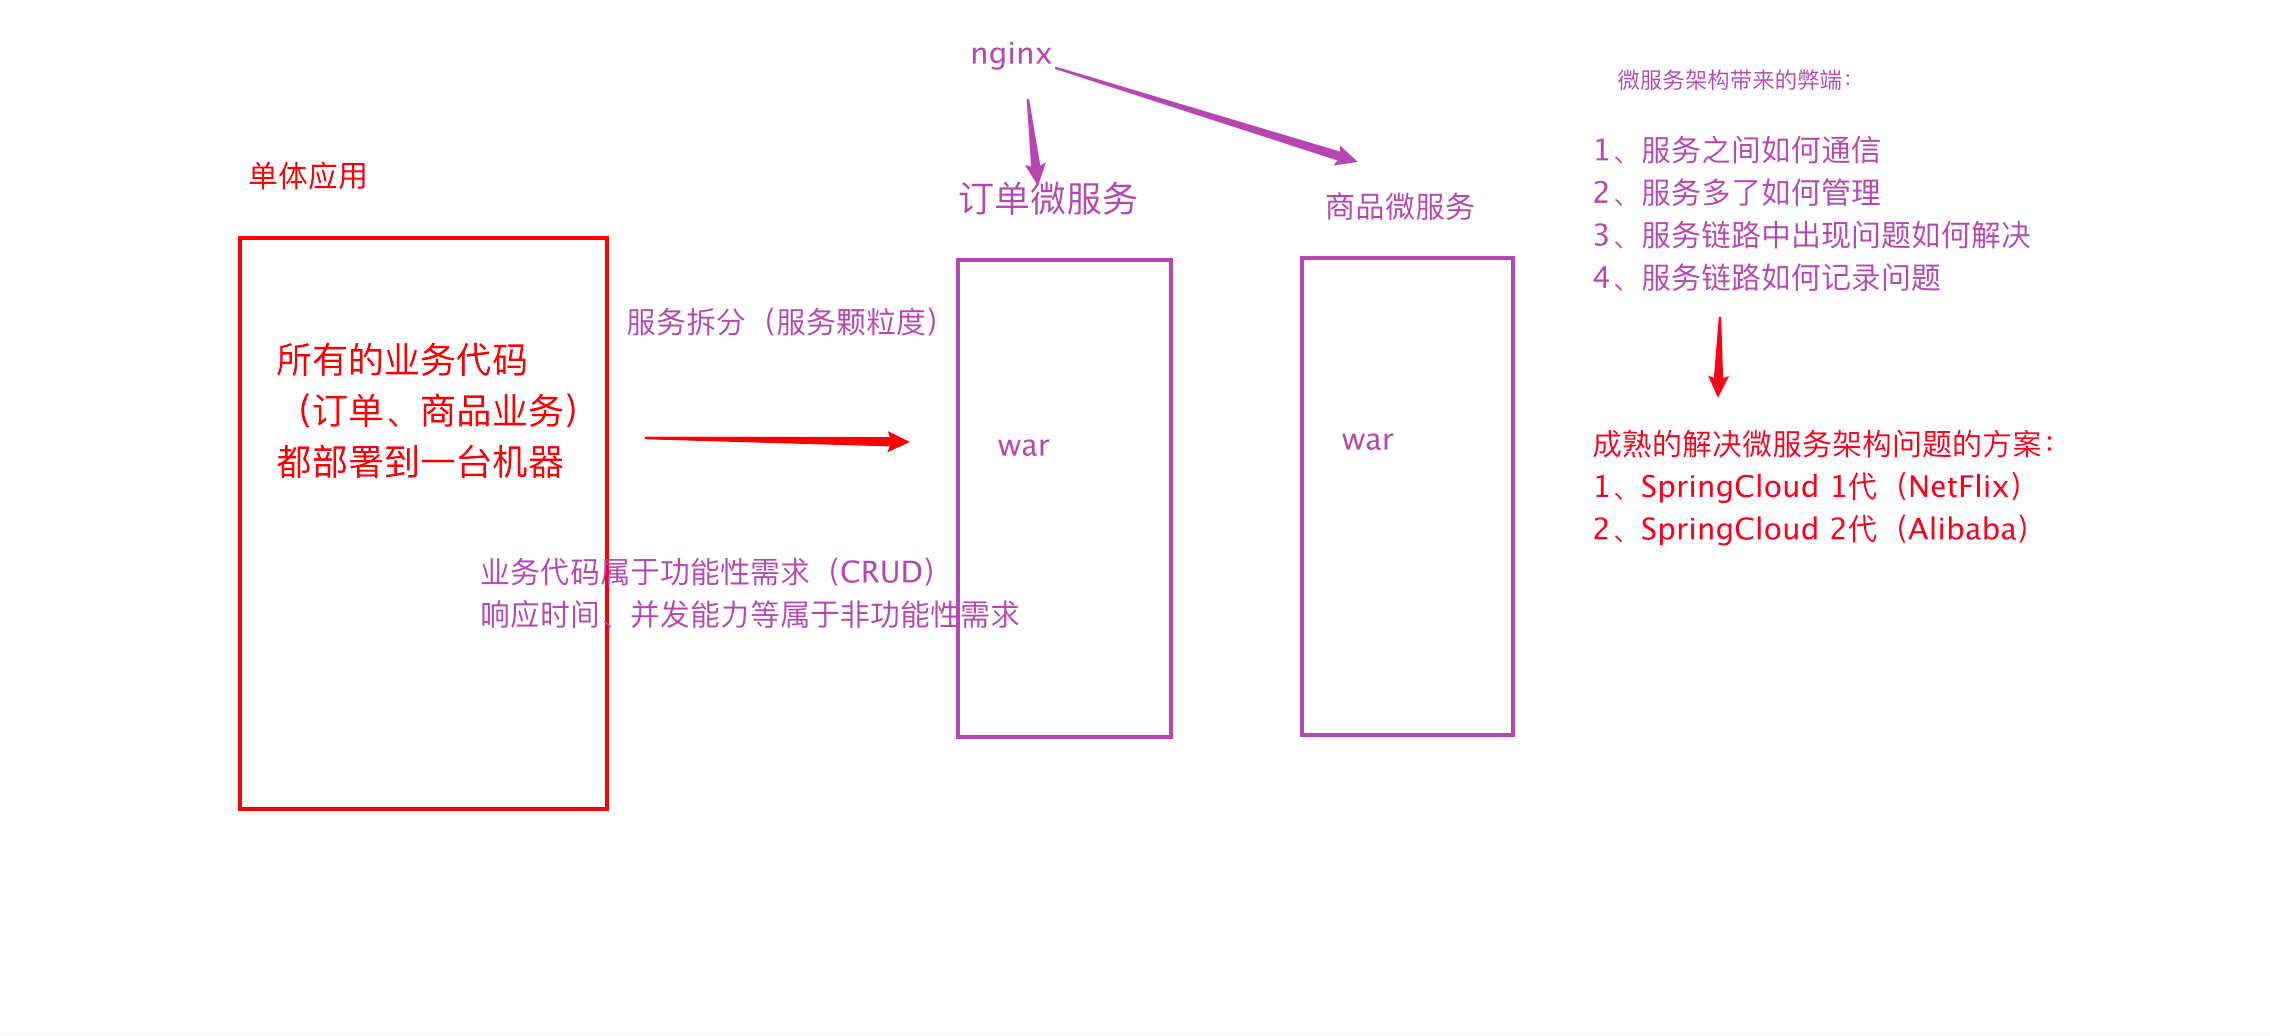 单体应用
所有的业务代码
（订单、商品业务）
都部署到一台机器
服务拆分（服务颗粒度）
业务代码属于功能性需求（CRUD）
响应时间、并发能力等属于非功能性需求
nginx
订单微服务
war
商品微服务
war
微服务架构带来的弊端：
1、服务之间如何通信
2、服务多了如何管理
3、服务链路中出现问题如何解决
4、服务链路如何记录问题
成熟的解决微服务架构问题的方案：
1、SpringCloud 1代（NetFlix）
2、SpringCloud 2代（Alibaba）